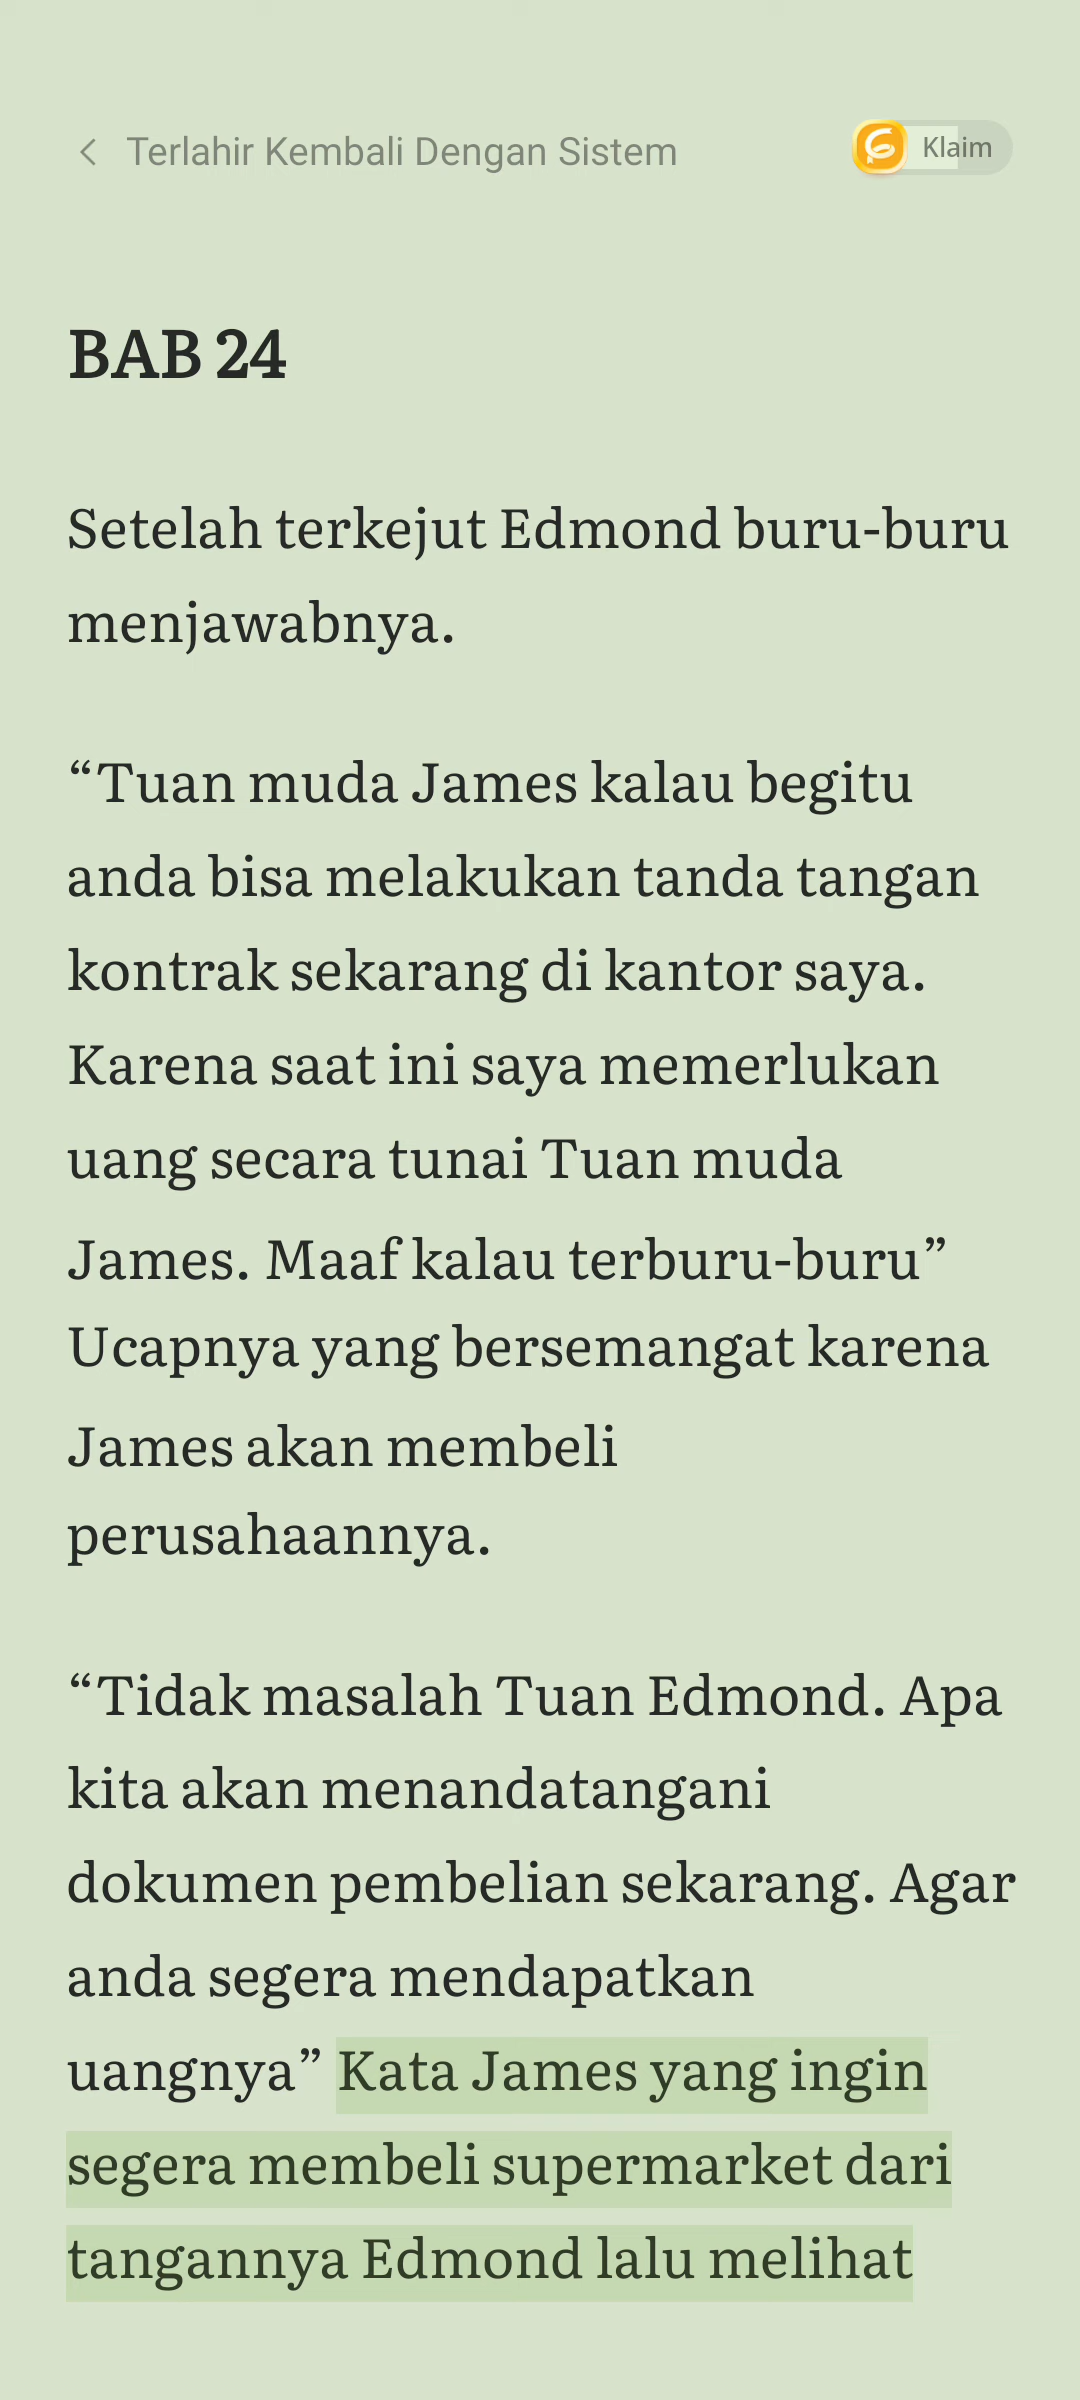 Terlahir Kembali Dengan Sistem
Klaim
BAB 24
Setelah terkejut Edmond buru-buru
menjawabnya.
“Tuan muda James kalau begitu
anda bisa melakukan tanda tangan
kontrak sekarang di kantor saya.
Karena saat ini saya memerlukan
uang secara tunai Tuan muda
James. Maaf kalau terburu-buru”
Ucapnya yang bersemangat karena
James akan membeli
perusahaannya.
“Tidak masalah Tuan Edmond. Apa
kita akan menandatangani
dokumen pembelian sekarang. Agar
anda segera mendapatkan
uangnya” Kata James yang ingin
segera membeli supermarket dari
tangannya Edmond lalu melihat